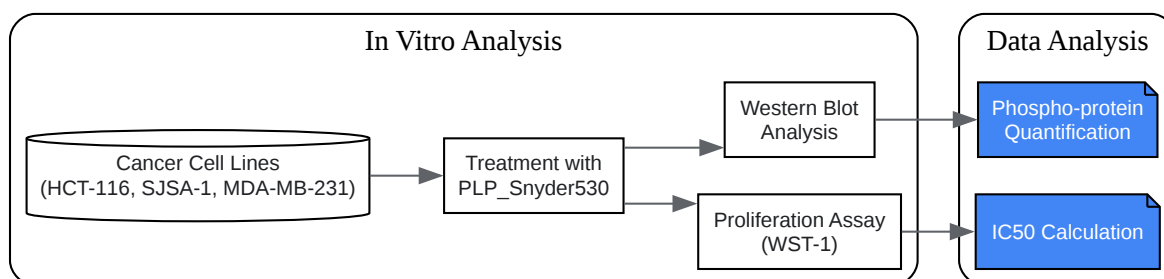 In Vitro Analysis
Data Analysis
Cancer Cell Lines
(HCT-116, SJSA-1, MDA-MB-231)
Treatment with
PLP_Snyder530
Western Blot
Analysis
Proliferation Assay
(WST-1)
Phospho-protein
Quantification
IC50 Calculation